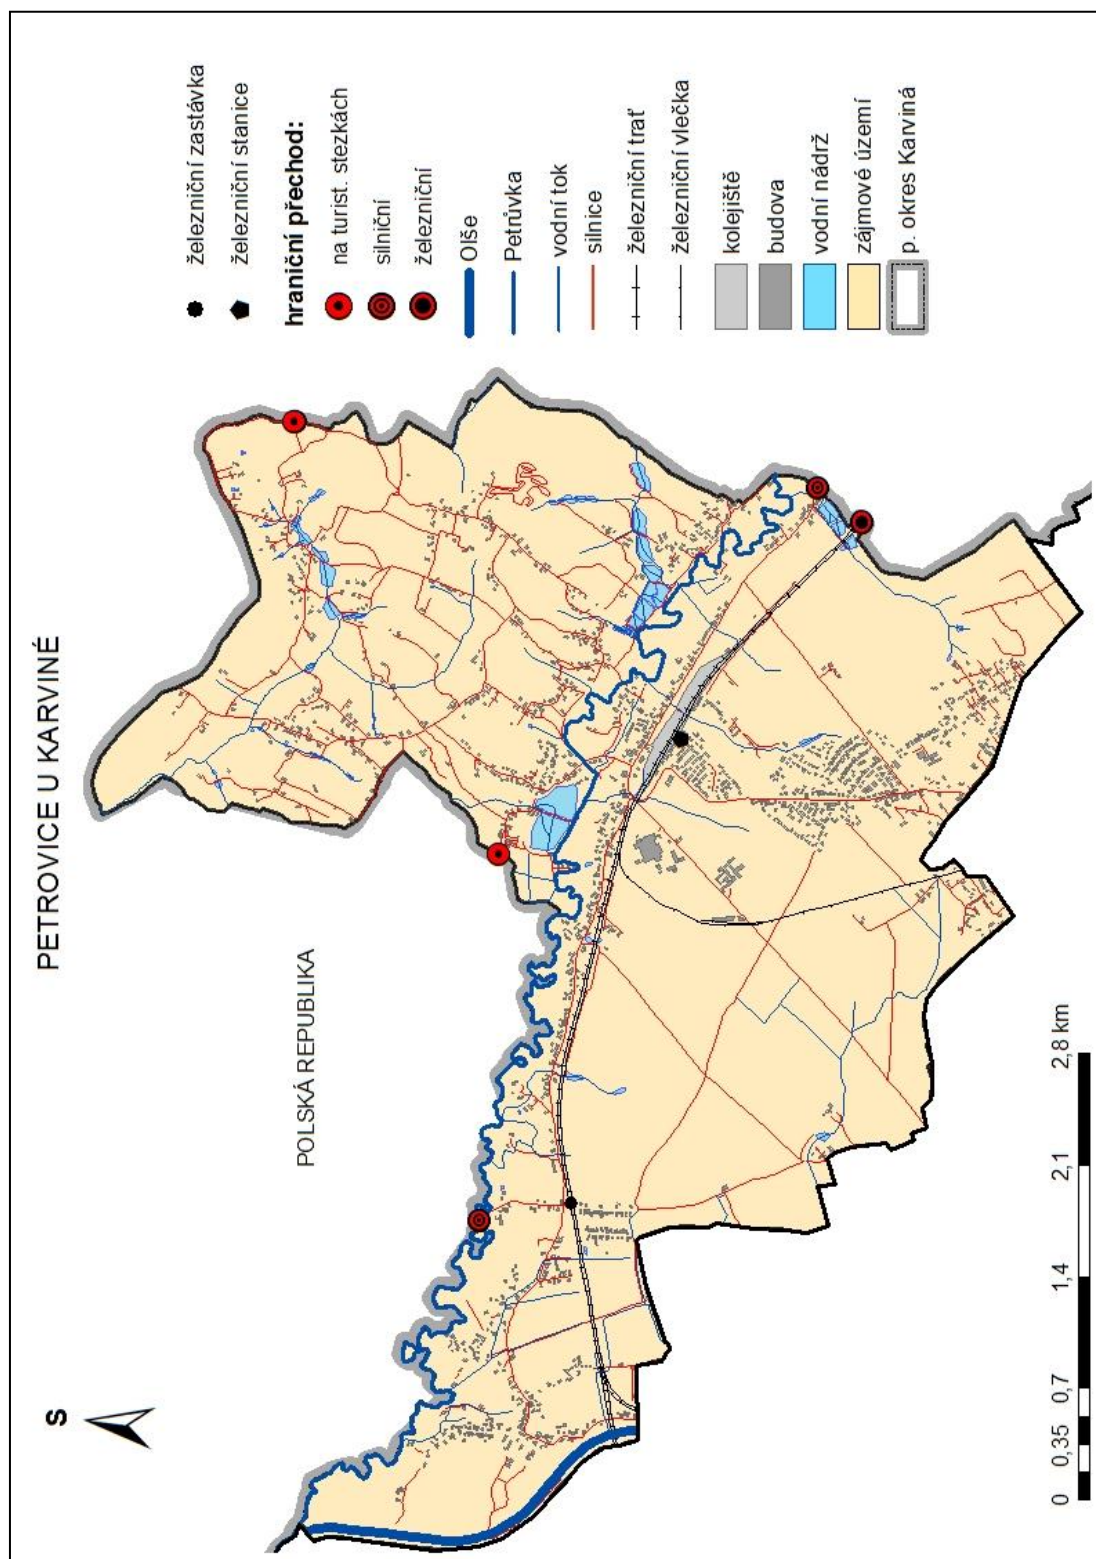 PETROVICE U KARVINÉ
S
POLSKÁ REPUBLIKA
železniční zastávka
železniční stanice
hraniční přechod:
na turist. stezkách
silniční
železniční
Olše
Petrůvka
vodní tok
silnice
železniční trať
železniční vlečka
kolejiště
budova
vodní nádrž
zájmové území
p. okres Karviná
0 0,35 0,7 1,4 2,1 2,8 km